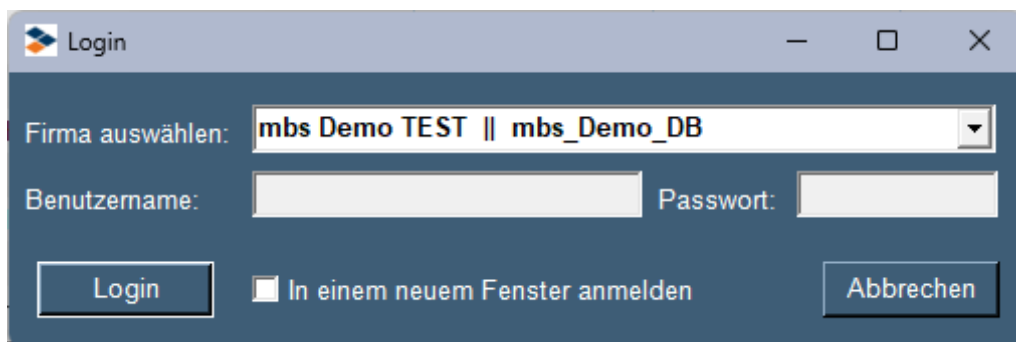 Login
Firma auswählen: mbs Demo TEST || mbs_Demo_DB
Benutzername: Passwort:
Login In einem neuem Fenster anmelden Abbrechen